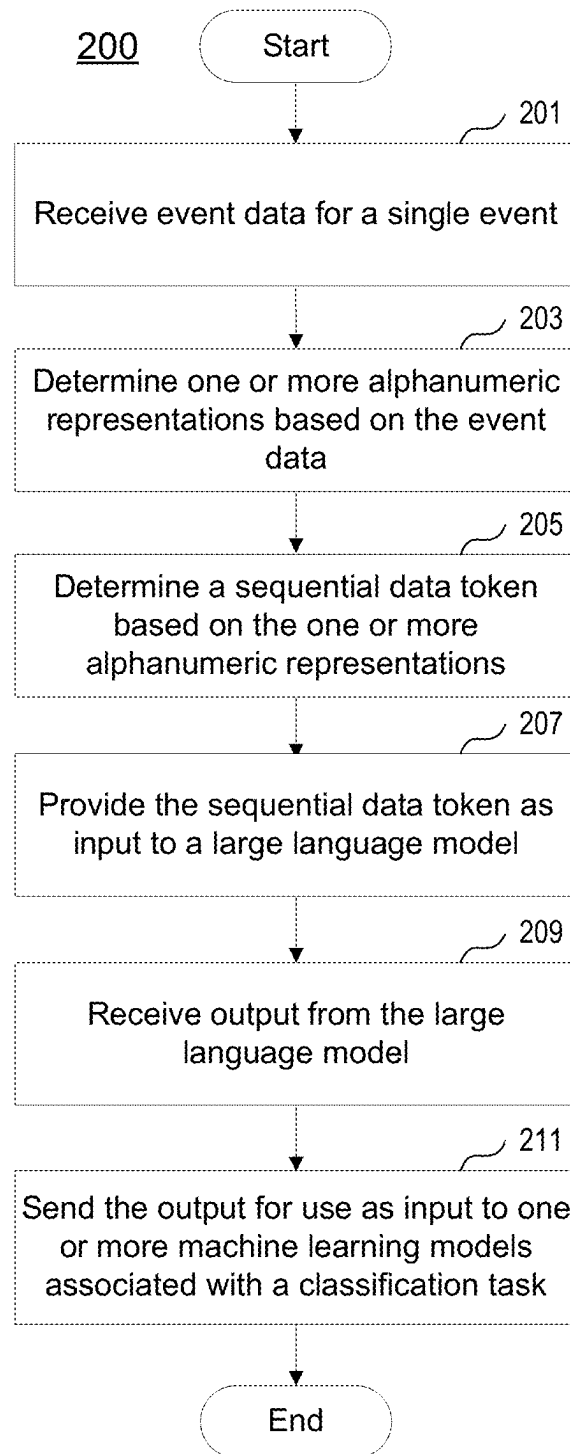 200
Start
201
Receive event data for a single event
203
Determine one or more alphanumeric
representations based on the event
data
205
Determine a sequential data token
based on the one or more
alphanumeric representations
207
Provide the sequential data token as
input to a large language model
209
Receive output from the large
language model
211
Send the output for use as input to one
or more machine learning models
associated with a classification task
End